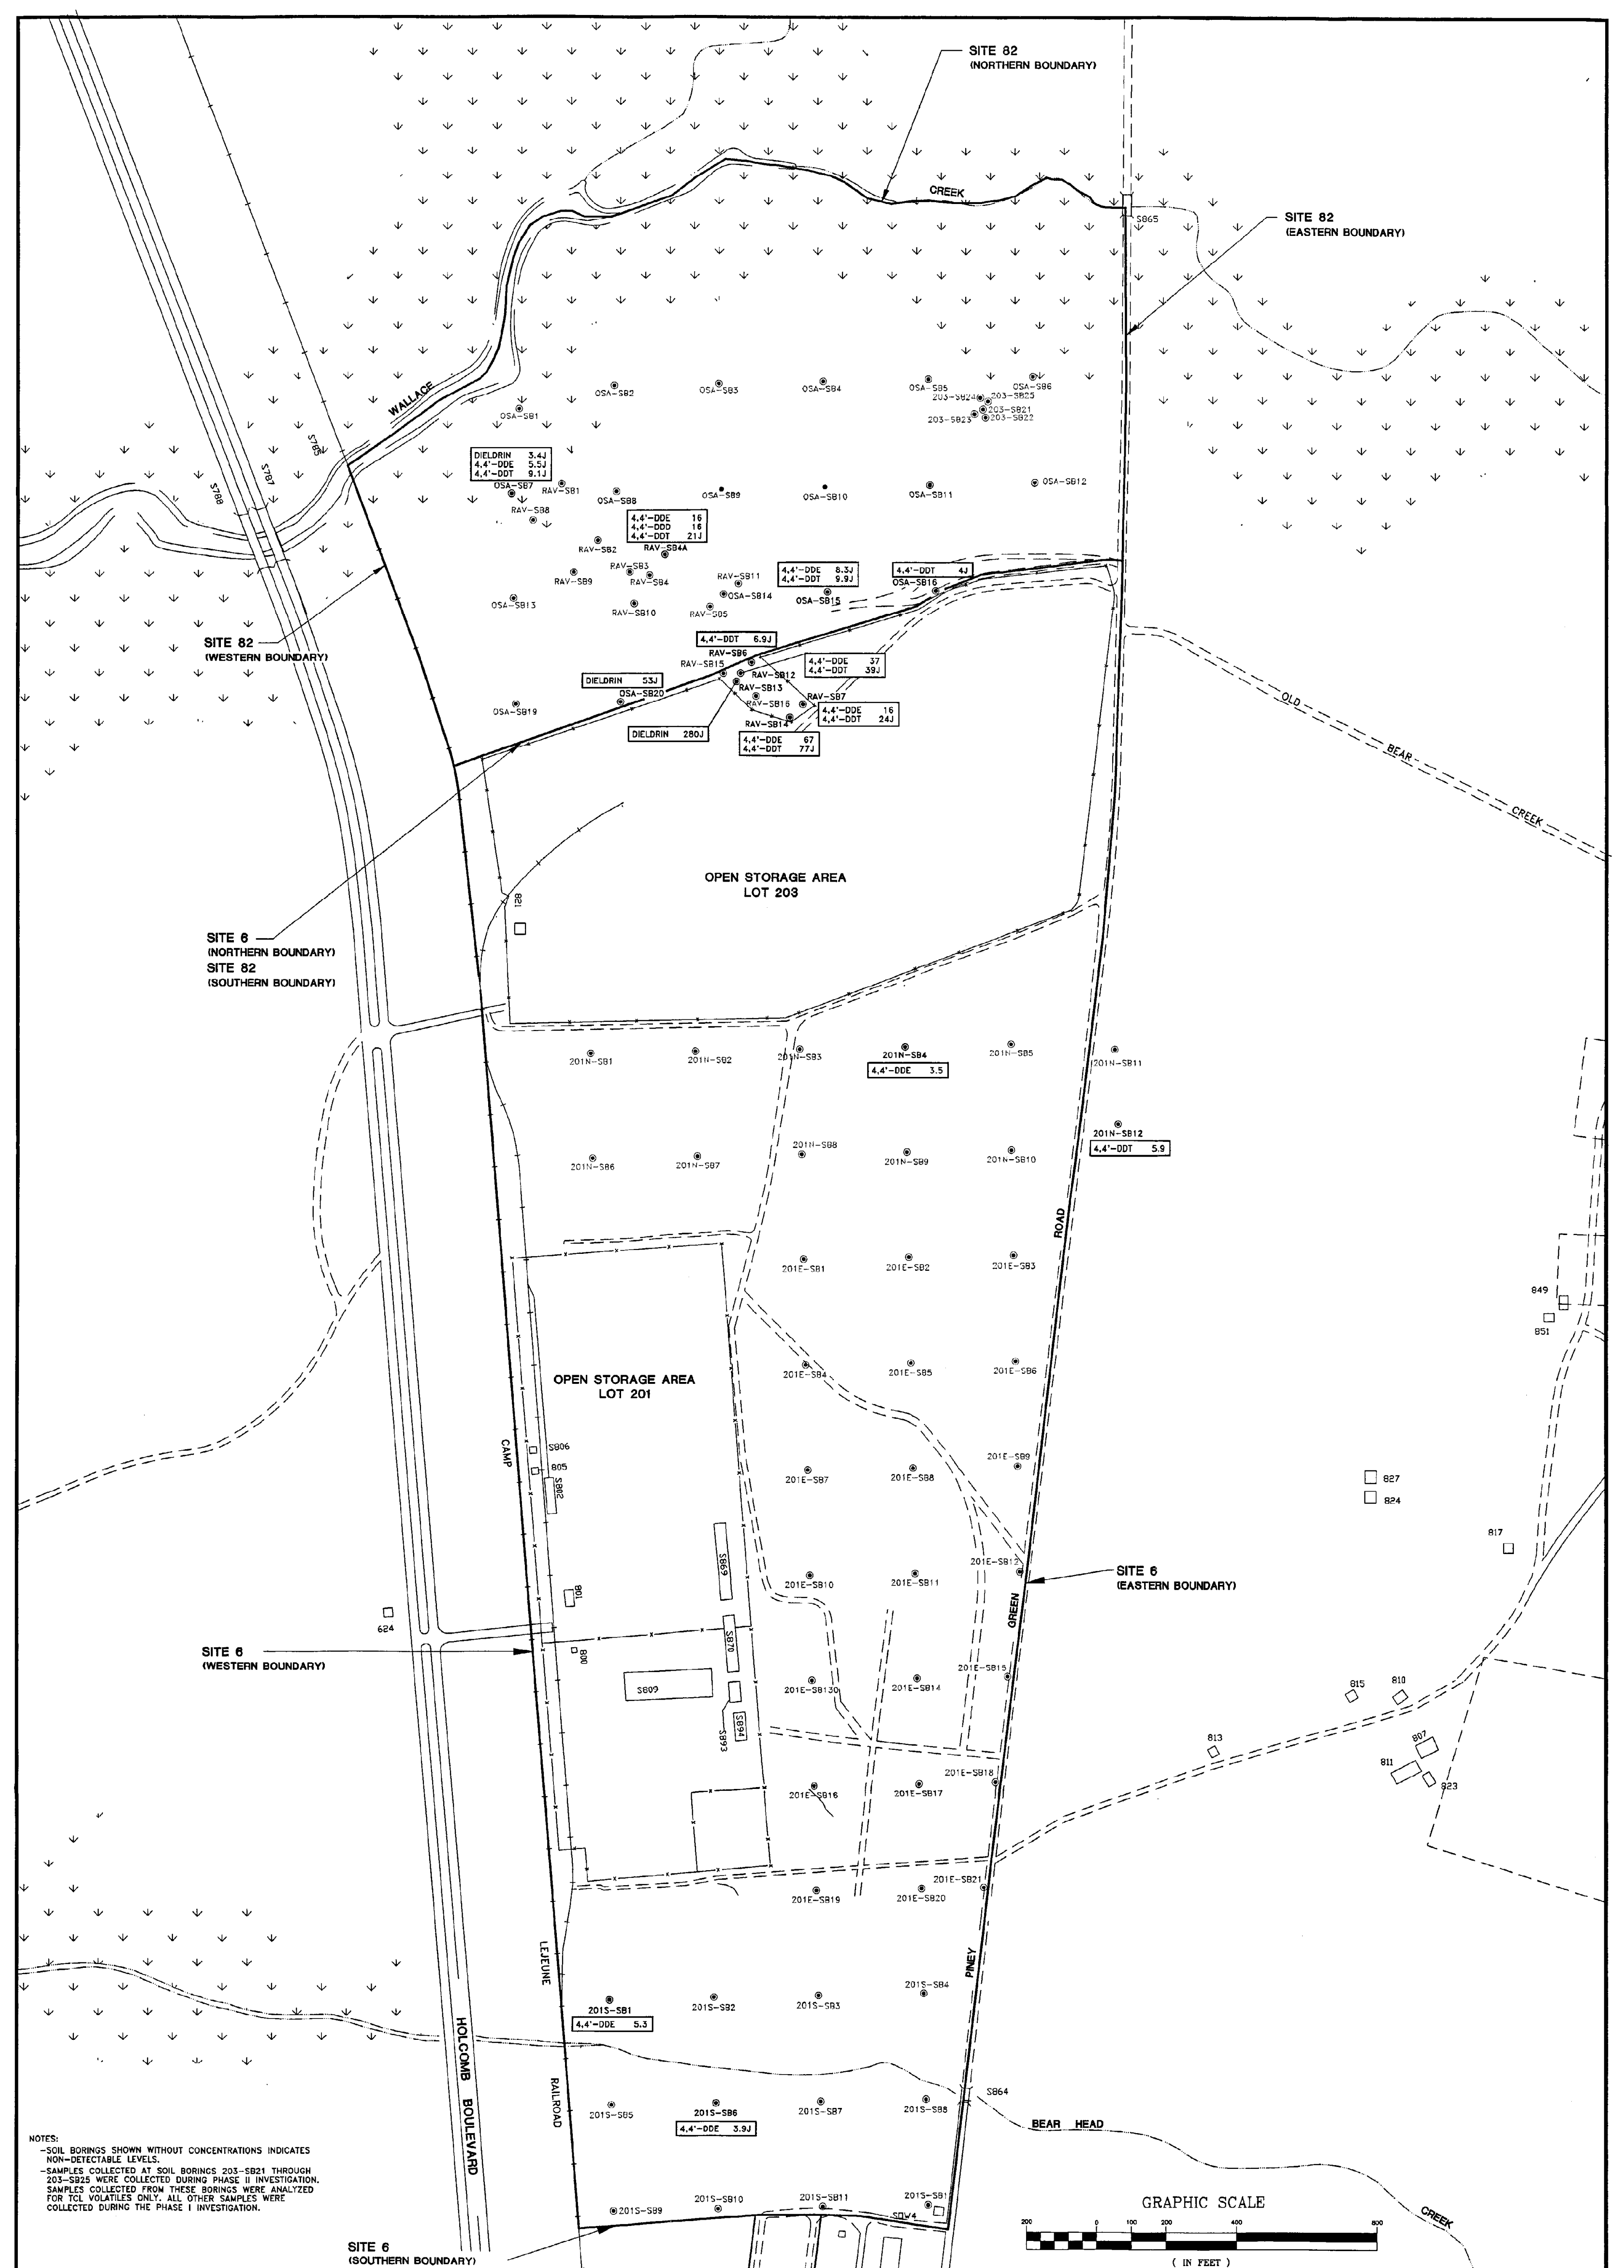 SITE 82
(NORTHERN BOUNDARY)
CREEK
S865
SITE 82
(EASTERN BOUNDARY)
WALLACE
OSA-SB1
OSA-SB2
OSA-SB3
OSA-SB4
OSA-SB5
OSA-SB6
203-SB24
203-SB25
203-SB21
203-SB23
203-SB22
S785
S787
S788
DIELDRIN 3.4J
4,4'-DDE 5.5J
4,4'-DDT 9.1J
OSA-SB7
RAV-SB1
OSA-SB8
OSA-SB9
OSA-SB10
OSA-SB11
OSA-SB12
RAV-SB8
4,4'-DDE 16
4,4'-DDD 16
4,4'-DDT 21J
RAV-SB4A
RAV-SB2
RAV-SB3
RAV-SB4
RAV-SB9
RAV-SB10
RAV-SB11
OSA-SB14
RAV-SB5
OSA-SB13
4,4'-DDE 8.3J
4,4'-DDT 9.9J
OSA-SB15
4,4'-DDT 4J
OSA-SB16
SITE 82
(WESTERN BOUNDARY)
4,4'-DDT 6.9J
RAV-SB6
RAV-SB15
4,4'-DDE 37
4,4'-DDT 39J
RAV-SB12
RAV-SB13
RAV-SB16
RAV-SB7
RAV-SB14
DIELDRIN 53J
OSA-SB20
OSA-SB19
4,4'-DDE 16
4,4'-DDT 24J
DIELDRIN 280J
4,4'-DDE 67
4,4'-DDT 77J
OLD
BEAR
CREEK
OPEN STORAGE AREA
LOT 203
821
SITE 6
(NORTHERN BOUNDARY)
SITE 82
(SOUTHERN BOUNDARY)
201N-SB1
201N-SB2
201N-SB3
201N-SB4
4,4'-DDE 3.5
201N-SB5
201N-SB11
201N-SB12
4,4'-DDT 5.9
201N-SB6
201N-SB7
201N-SB8
201N-SB9
201N-SB10
ROAD
201E-SB1
201E-SB2
201E-SB3
849
851
201E-SB4
201E-SB5
201E-SB6
OPEN STORAGE AREA
LOT 201
CAMP
S806
805
S802
201E-SB7
201E-SB8
201E-SB9
827
824
817
S869
201E-SB10
201E-SB11
201E-SB12
SITE 6
(EASTERN BOUNDARY)
GREEN
801
624
SITE 6
(WESTERN BOUNDARY)
800
S870
S809
S893
S894
201E-SB130
201E-SB14
201E-SB15
815
810
813
807
811
823
201E-SB16
201E-SB17
201E-SB18
201E-SB19
201E-SB20
201E-SB21
LEJEUNE
PINEY
201S-SB1
4,4'-DDE 5.3
201S-SB2
201S-SB3
201S-SB4
HOLCOMB BOULEVARD
RAILROAD
S864
BEAR HEAD
CREEK
201S-SB5
201S-SB6
4,4'-DDE 3.9J
201S-SB7
201S-SB8
NOTES:
-SOIL BORINGS SHOWN WITHOUT CONCENTRATIONS INDICATES
NON-DETECTABLE LEVELS.
-SAMPLES COLLECTED AT SOIL BORINGS 203-SB21 THROUGH
203-SB25 WERE COLLECTED DURING PHASE II INVESTIGATION.
SAMPLES COLLECTED FROM THESE BORINGS WERE ANALYZED
FOR TCL VOLATILES ONLY. ALL OTHER SAMPLES WERE
COLLECTED DURING THE PHASE I INVESTIGATION.
201S-SB9
201S-SB10
201S-SB11
SITE 6
(SOUTHERN BOUNDARY)
GRAPHIC SCALE
200 0 100 200 400 800
( IN FEET )